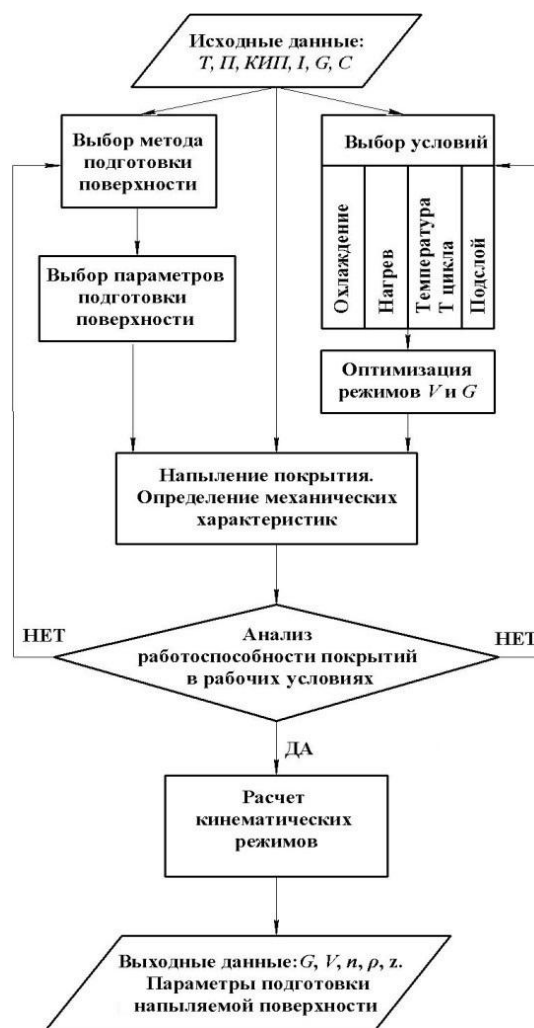 Исходные данные:
Т, П, КИП, I, G, C
Выбор метода
подготовки
поверхности
Выбор условий
Охлаждение
Нагрев
Температура
Т цикла
Подслой
Выбор параметров
подготовки
поверхности
Оптимизация
режимов V и G
Напыление покрытия.
Определение механических
характеристик
НЕТ
Анализ
работоспособности покрытий
в рабочих условиях
НЕТ
ДА
Расчет
кинематических
режимов
Выходные данные: G, V, n, ρ, z.
Параметры подготовки
напыляемой поверхности